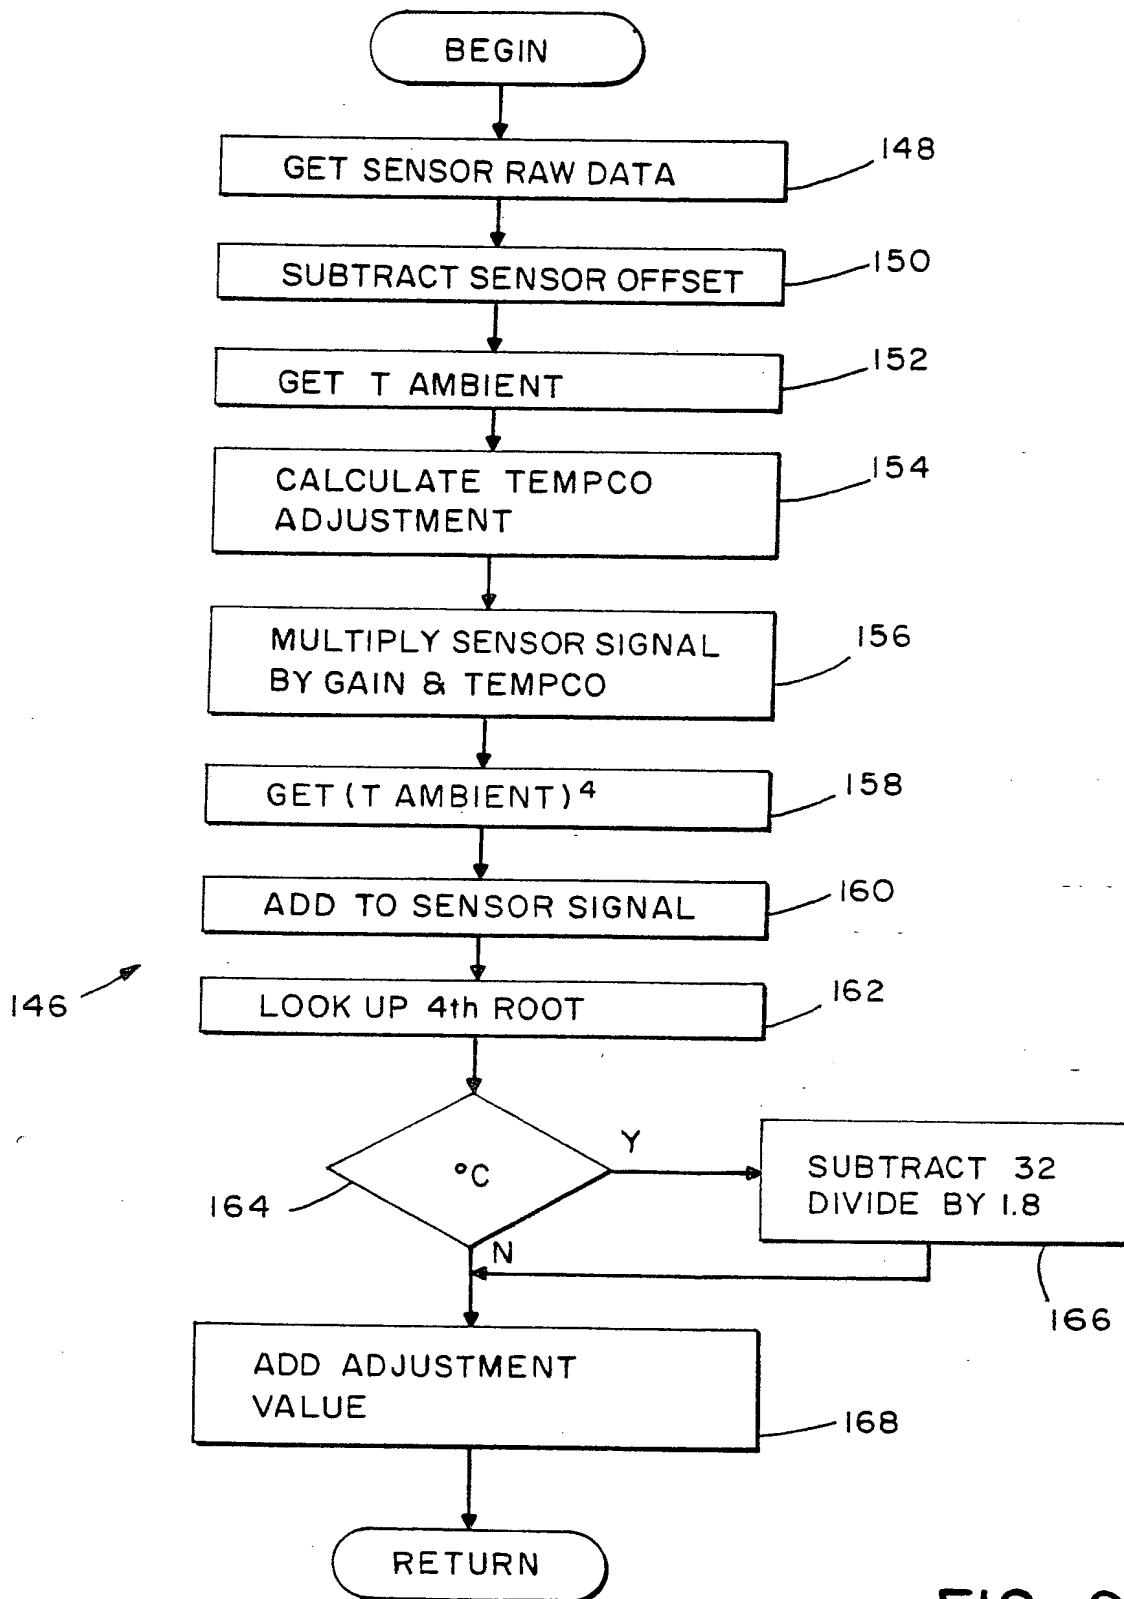 BEGIN
GET SENSOR RAW DATA
148
SUBTRACT SENSOR OFFSET
150
GET T AMBIENT
152
CALCULATE TEMPCO
ADJUSTMENT
154
MULTIPLY SENSOR SIGNAL
BY GAIN & TEMPCO
156
GET (T AMBIENT)⁴
158
ADD TO SENSOR SIGNAL
160
146
LOOK UP 4th ROOT
162
°C
Y
N
164
SUBTRACT 32
DIVIDE BY 1.8
166
ADD ADJUSTMENT
VALUE
168
RETURN